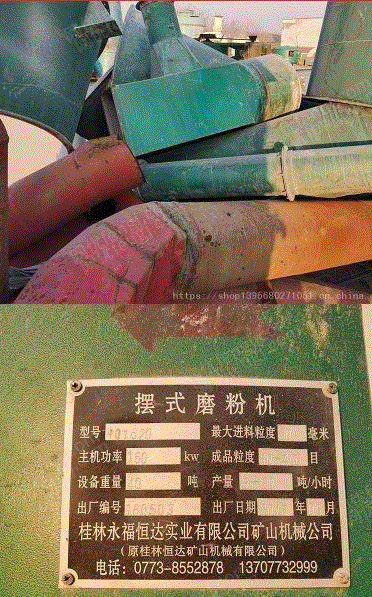 https://shop1395680271051.cn.china.
摆式磨粉机
型号 最大进料粒度 毫米
主机功率 160 kw 成品粒度 目
设备重量 吨 产量 吨/小时
出厂编号 160503 出厂日期 年 月
桂林永福恒达实业有限公司矿山机械公司
(原桂林恒达矿山机械有限公司)
电话：0773-8552878 13707732999